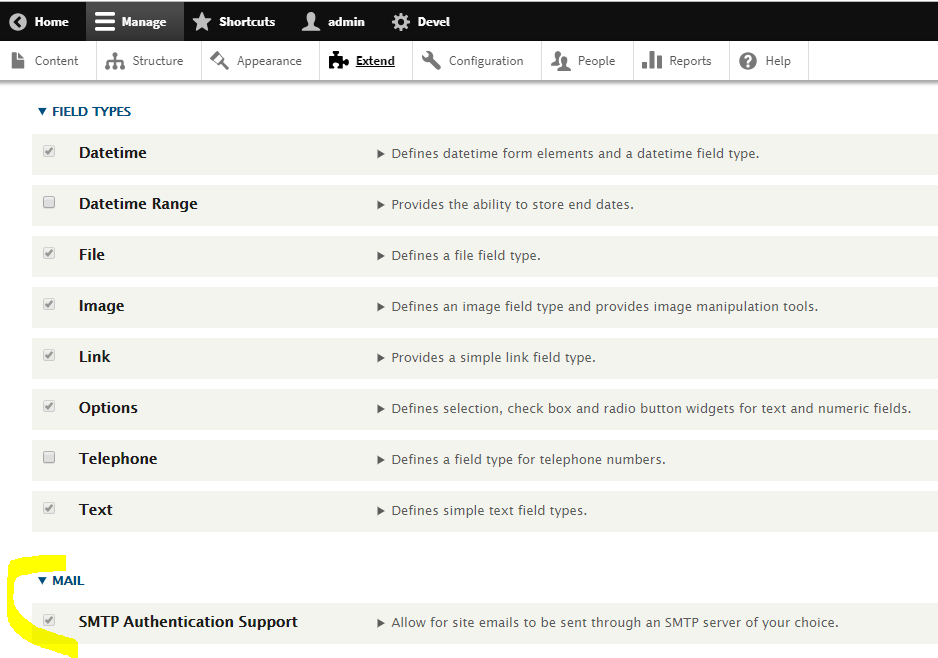 Home Manage Shortcuts admin Devel
Content Structure Appearance Extend Configuration People Reports Help
FIELD TYPES
Datetime Defines datetime form elements and a datetime field type.
Datetime Range Provides the ability to store end dates.
File Defines a file field type.
Image Defines an image field type and provides image manipulation tools.
Link Provides a simple link field type.
Options Defines selection, check box and radio button widgets for text and numeric fields.
Telephone Defines a field type for telephone numbers.
Text Defines simple text field types.
MAIL
SMTP Authentication Support Allow for site emails to be sent through an SMTP server of your choice.